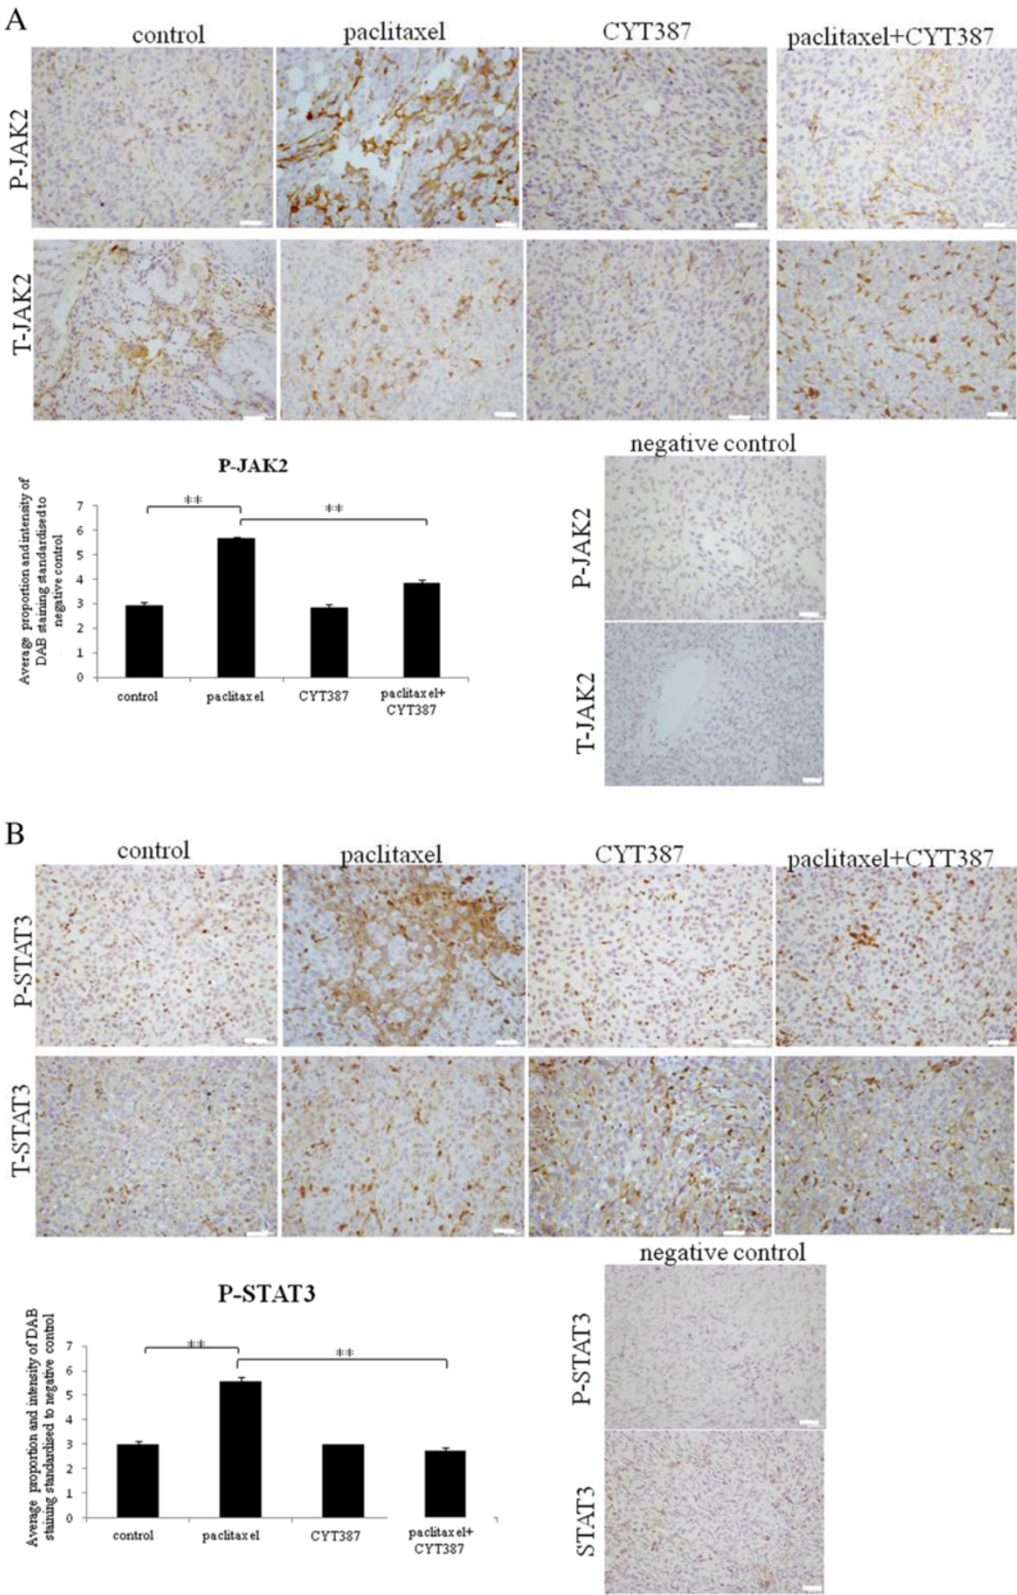 A
control
paclitaxel
CYT387
paclitaxel+CYT387
P-JAK2
T-JAK2
P-JAK2
Average proportion and intensity of
DAB staining standardised to
negative control
7
6
5
4
3
2
1
0
**
**
control
paclitaxel
CYT387
paclitaxel+
CYT387
negative control
P-JAK2
T-JAK2
B
control
paclitaxel
CYT387
paclitaxel+CYT387
P-STAT3
T-STAT3
P-STAT3
Average proportion and intensity of DAB
staining standardised to negative control
7
6
5
4
3
2
1
0
**
**
control
paclitaxel
CYT387
paclitaxel+
CYT387
negative control
P-STAT3
STAT3